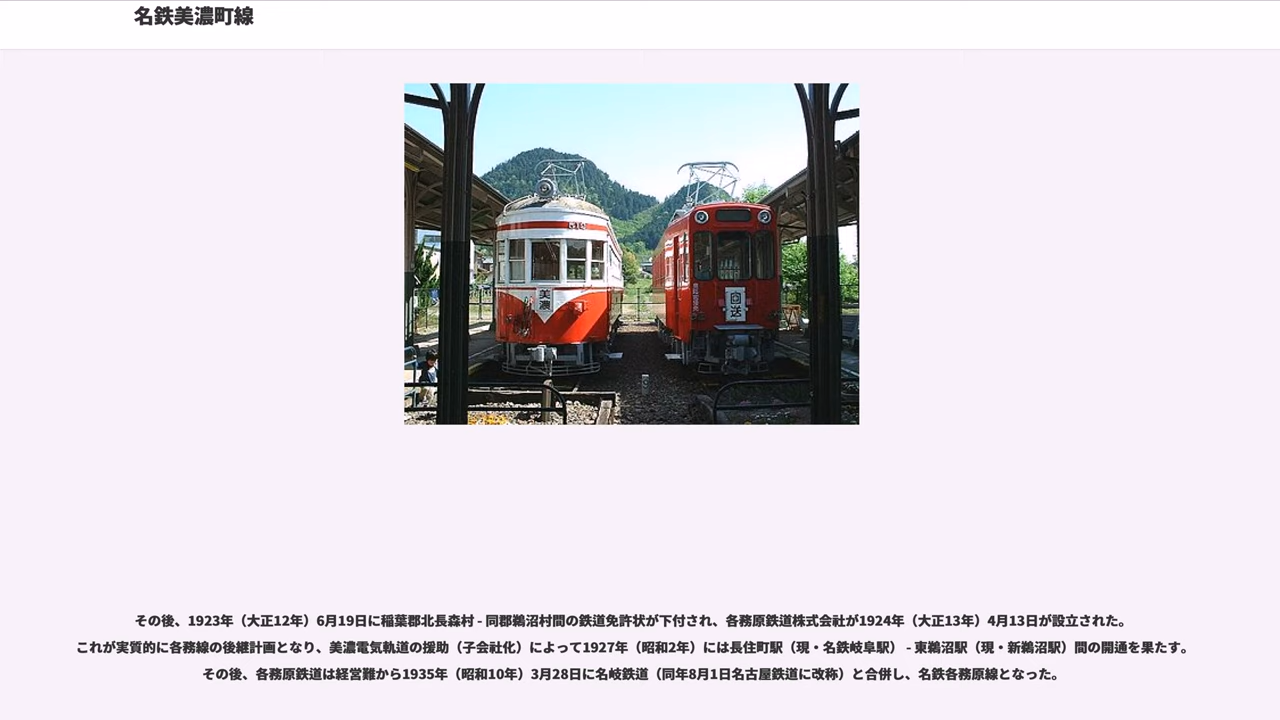 名鉄美濃町線
510
美濃
回送
その後、1923年（大正12年）6月19日に稲葉郡北長森村 - 同郡鵜沼村間の鉄道免許状が下付され、各務原鉄道株式会社が1924年（大正13年）4月13日が設立された。
これが実質的に各務線の後継計画となり、美濃電気軌道の援助（子会社化）によって1927年（昭和2年）には長住町駅（現・名鉄岐阜駅） - 東鵜沼駅（現・新鵜沼駅）間の開通を果たす。
その後、各務原鉄道は経営難から1935年（昭和10年）3月28日に名岐鉄道（同年8月1日名古屋鉄道に改称）と合併し、名鉄各務原線となった。